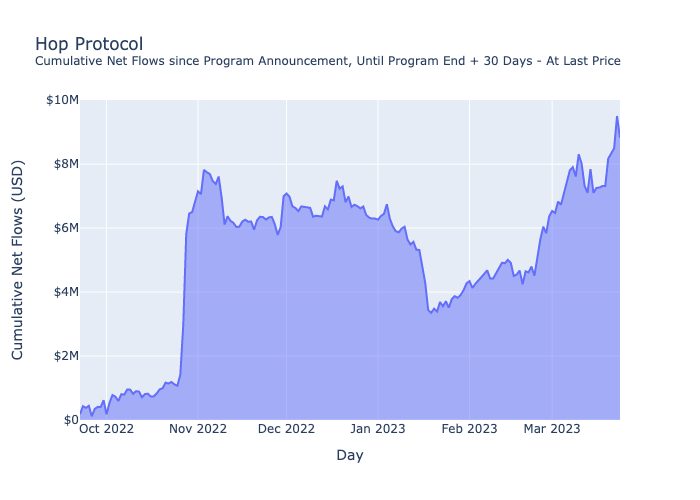 Hop Protocol
Cumulative Net Flows since Program Announcement, Until Program End + 30 Days - At Last Price
Cumulative Net Flows (USD)
$10M
$8M
$6M
$4M
$2M
$0
Oct 2022 Nov 2022 Dec 2022 Jan 2023 Feb 2023 Mar 2023
Day